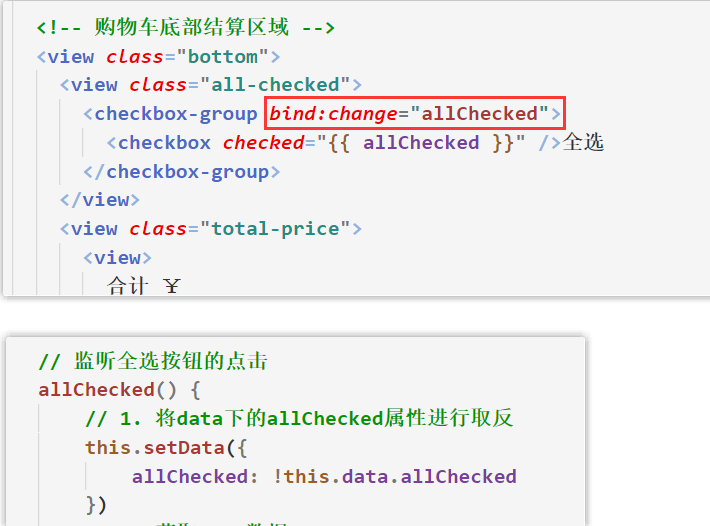 <!-- 购物车底部结算区域 -->
<view class="bottom">
<view class="all-checked">
<checkbox-group bind:change="allChecked">
<checkbox checked="{{ allChecked }}" />全选
</checkbox-group>
</view>
<view class="total-price">
<view>
合计 ¥
// 监听全选按钮的点击
allChecked() {
// 1. 将data下的allChecked属性进行取反
this.setData({
allChecked: !this.data.allChecked
})